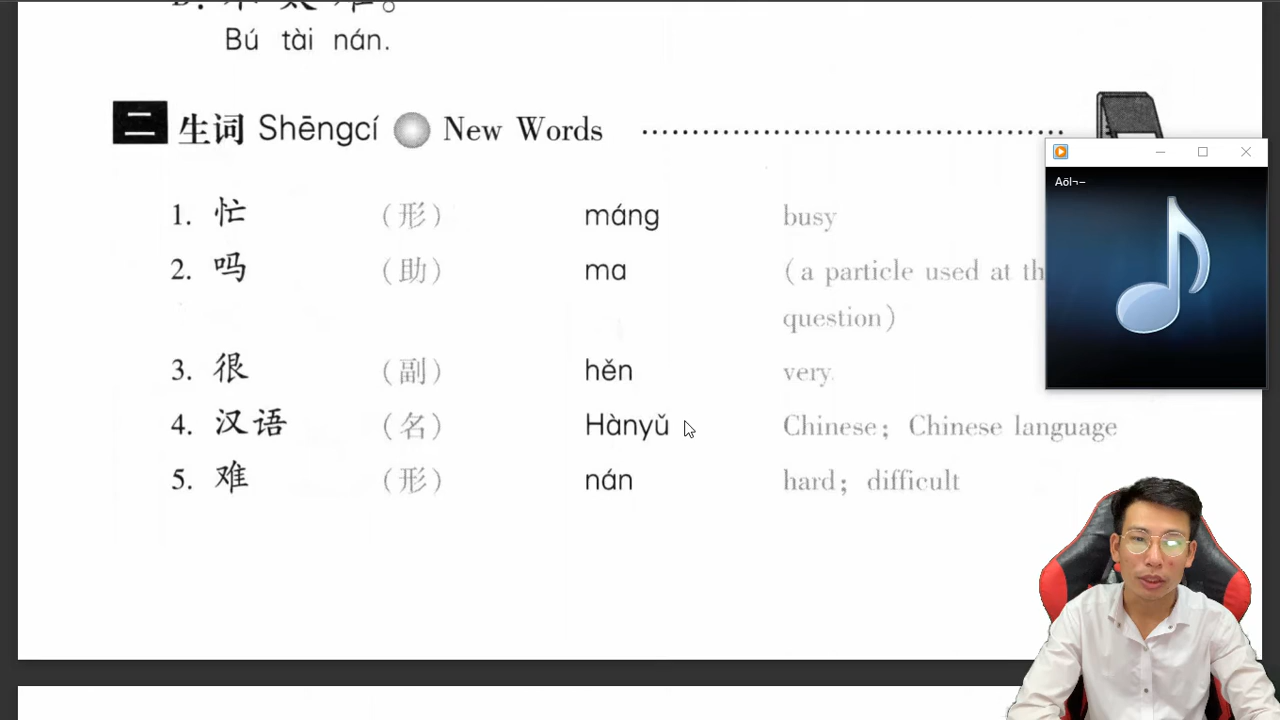 Bú tài nán.
二 生词 Shēngcí New Words
1. 忙 (形) máng busy
2. 吗 (助) ma (a particle used at
question)
3. 很 (副) hěn very
4. 汉语 (名) Hànyǔ Chinese; Chinese language
5. 难 (形) nán hard; difficult